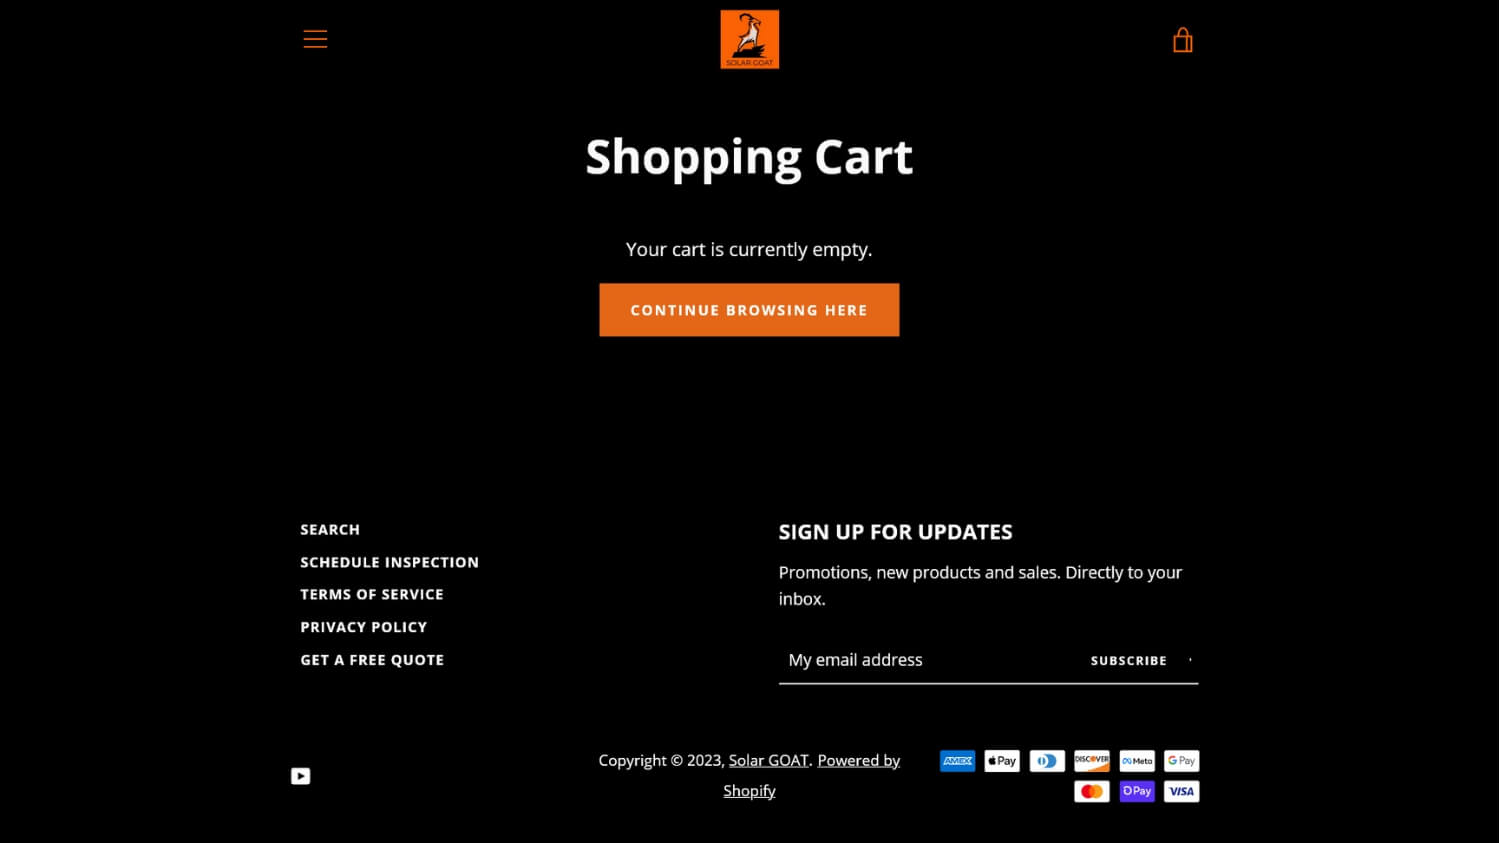 SOLAR GOAT
Shopping Cart
Your cart is currently empty.
CONTINUE BROWSING HERE
SEARCH
SCHEDULE INSPECTION
TERMS OF SERVICE
PRIVACY POLICY
GET A FREE QUOTE
SIGN UP FOR UPDATES
Promotions, new products and sales. Directly to your
inbox.
My email address
SUBSCRIBE
Copyright © 2023, Solar GOAT. Powered by
Shopify
AMEX Pay DISCOVER Meta G Pay
Pay VISA